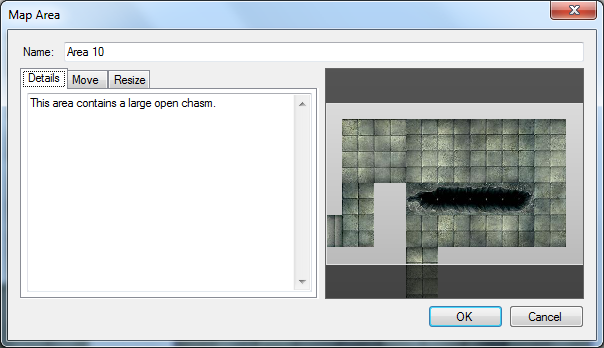 Map Area
Name: Area 10
Details Move Resize
This area contains a large open chasm.
OK Cancel